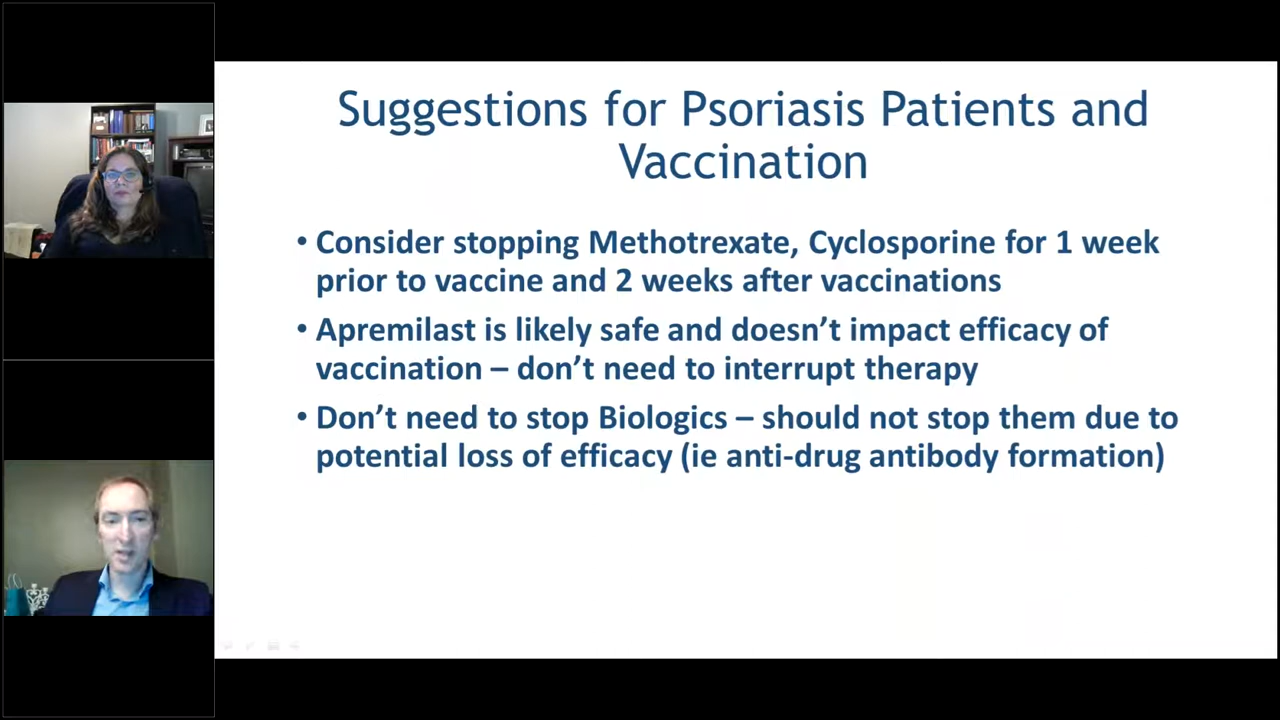 Suggestions for Psoriasis Patients and
Vaccination
• Consider stopping Methotrexate, Cyclosporine for 1 week
prior to vaccine and 2 weeks after vaccinations
• Apremilast is likely safe and doesn’t impact efficacy of
vaccination – don’t need to interrupt therapy
• Don’t need to stop Biologics – should not stop them due to
potential loss of efficacy (ie anti-drug antibody formation)